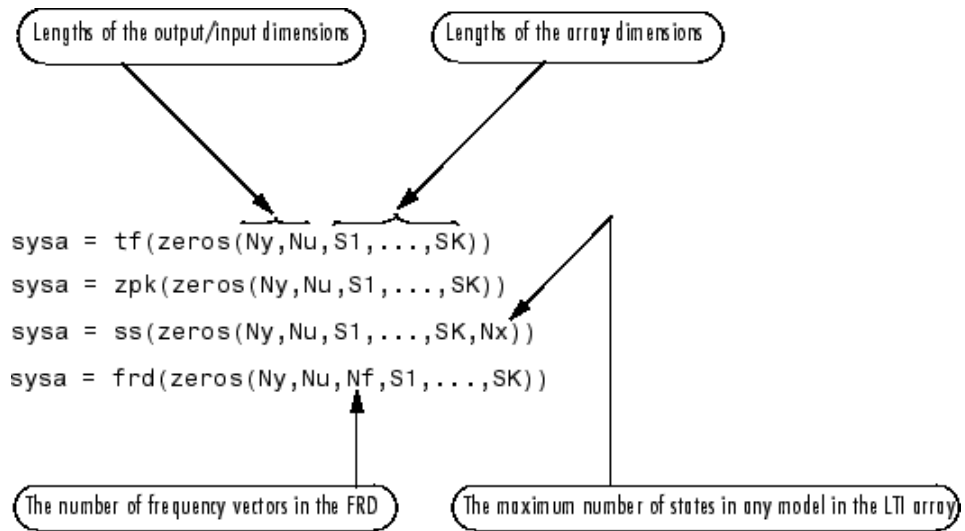 Lengths of the output/input dimensions
Lengths of the array dimensions
sysa = tf(zeros(Ny,Nu,S1,...,SK))
sysa = zpk(zeros(Ny,Nu,S1,...,SK))
sysa = ss(zeros(Ny,Nu,S1,...,SK,Nx))
sysa = frd(zeros(Ny,Nu,Nf,S1,...,SK))
The number of frequency vectors in the FRD
The maximum number of states in any model in the LTI array